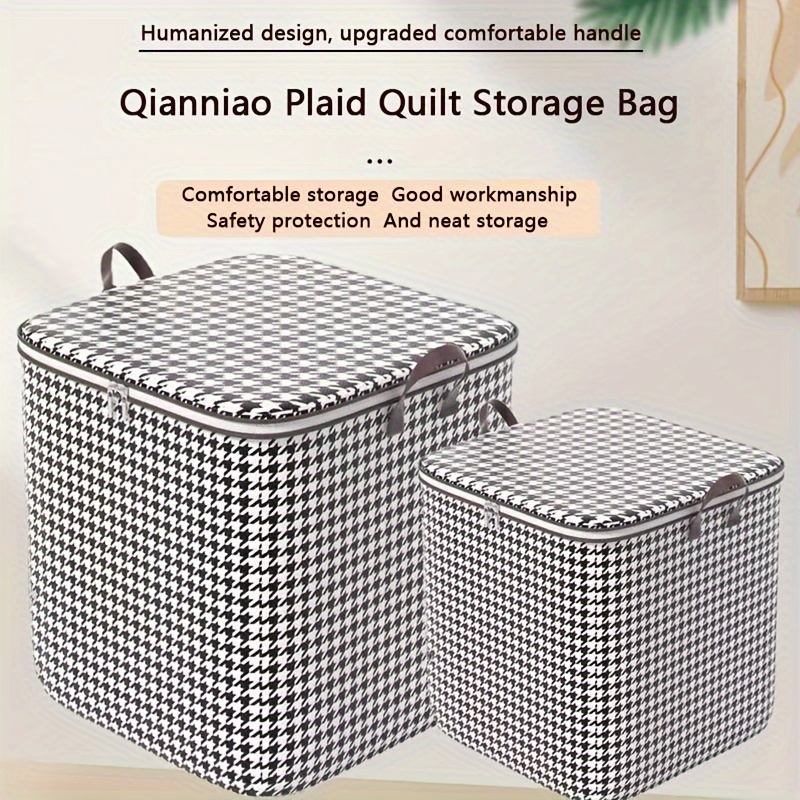 Humanized design, upgraded comfortable handle
Qianniao Plaid Quilt Storage Bag
...
Comfortable storage Good workmanship
Safety protection And neat storage